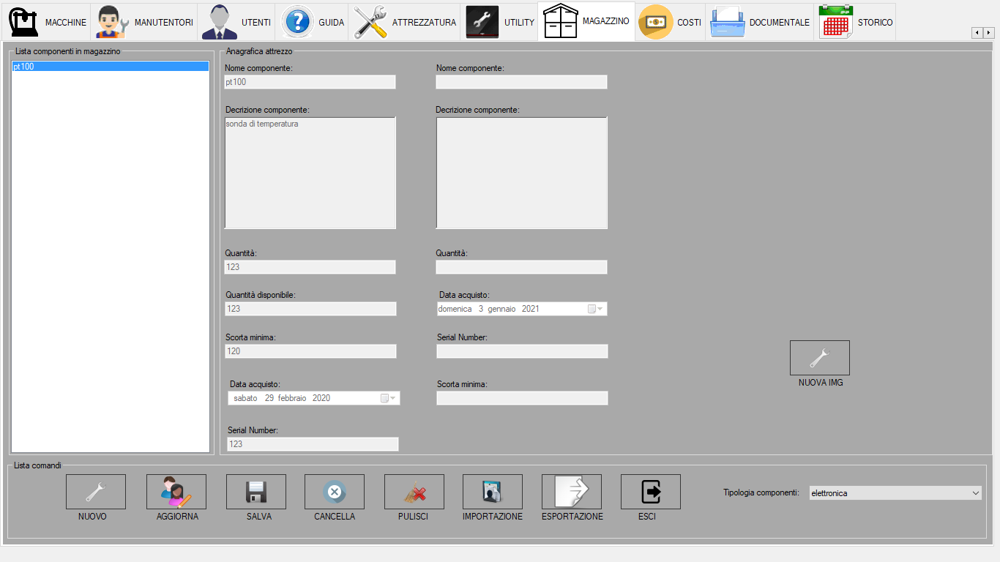 MACCHINE
MANUTENTORI
UTENTI
GUIDA
ATTREZZATURA
UTILITY
MAGAZZINO
COSTI
DOCUMENTALE
STORICO
Lista componenti in magazzino
pt100
Anagrafica attrezzo
Nome componente:
pt100
Decrizione componente:
sonda di temperatura
Quantità:
123
Quantità disponibile:
123
Scorta minima:
120
Data acquisto:
sabato 29 febbraio 2020
Serial Number:
123
Nome componente:
Decrizione componente:
Quantità:
Data acquisto:
domenica 3 gennaio 2021
Serial Number:
Scorta minima:
NUOVA IMG
Lista comandi
NUOVO
AGGIORNA
SALVA
CANCELLA
PULISCI
IMPORTAZIONE
ESPORTAZIONE
ESCI
Tipologia componenti:
elettronica